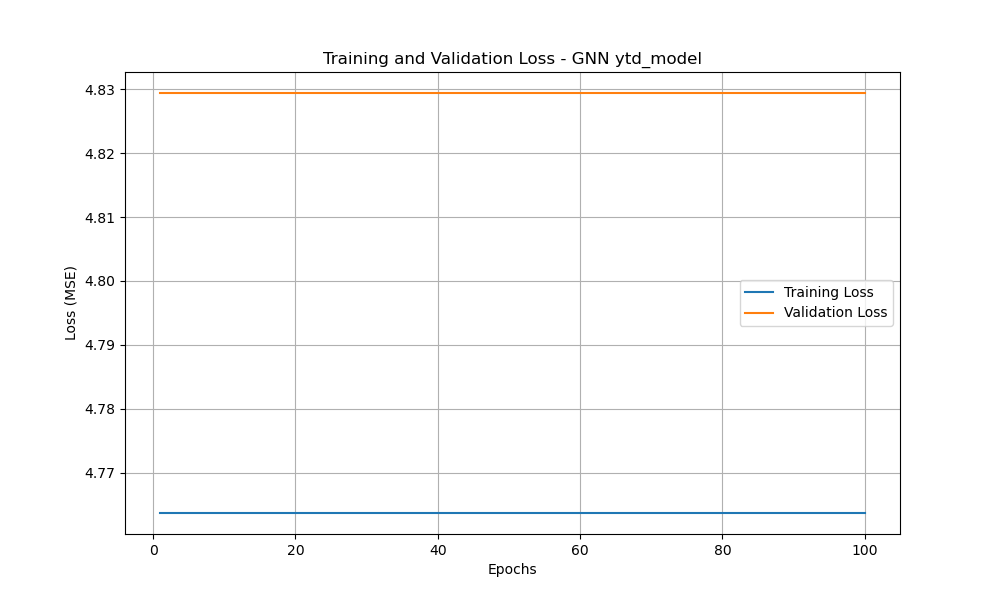 Training and Validation Loss - GNN ytd_model
Loss (MSE)
4.83
4.82
4.81
4.80
4.79
4.78
4.77
Training Loss
Validation Loss
0 20 40 60 80 100
Epochs